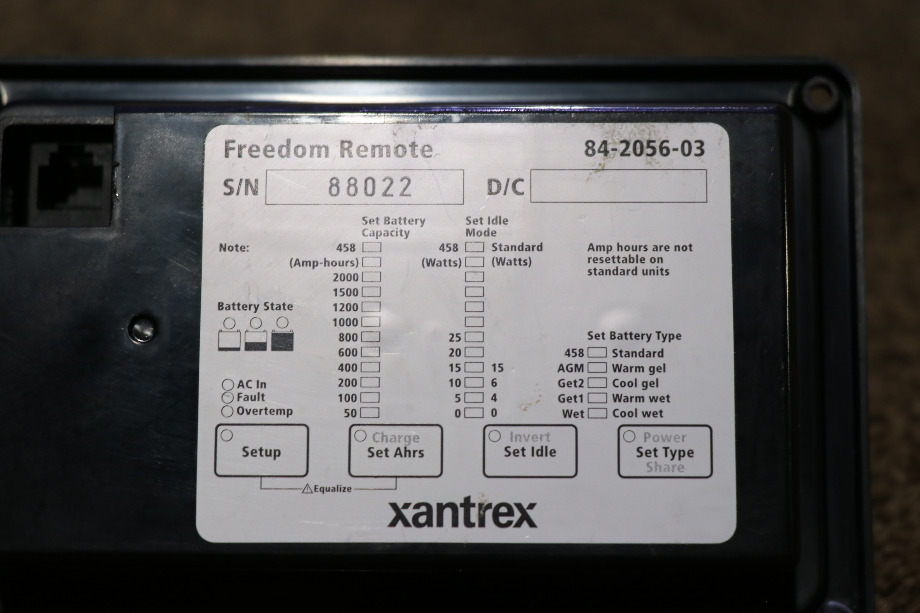 Freedom Remote 84-2056-03
S/N 88022 D/C
Set Battery Capacity
Set Idle Mode
Note: 458 458 Standard
(Amp-hours) (Watts) (Watts)
Amp hours are not
resettable on
standard units
2000
1500
1200
1000
800 25
600 20
400 15 15
200 10 6
100 5 4
50 0 0
Battery State
AC In
Fault
Overtemp
Set Battery Type
458 Standard
AGM Warm gel
Get2 Cool gel
Get1 Warm wet
Wet Cool wet
Setup
Charge
Set Ahrs
Invert
Set Idle
Power
Set Type
Share
Equalize
xantrex